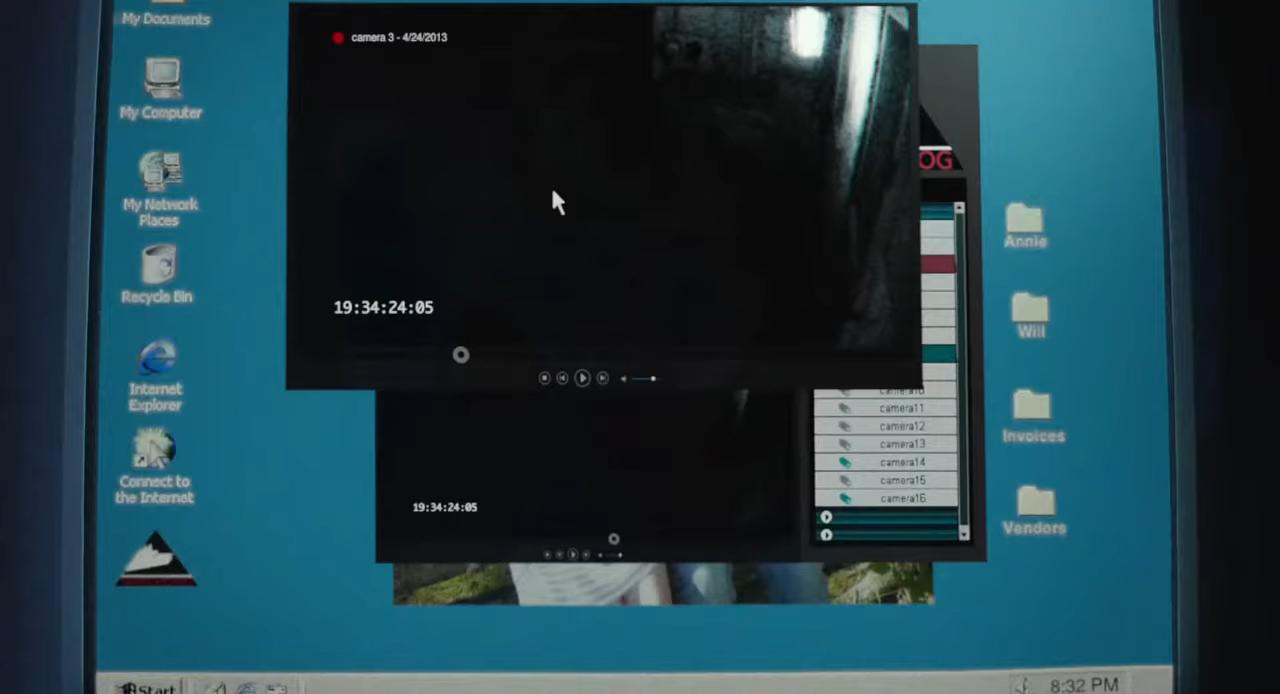 My Documents
My Computer
My Network
Places
Recycle Bin
Internet
Explorer
Connect to
the Internet
camera 3 - 4/24/2013
19:34:24:05
19:34:24:05
OG
camera10
camera11
camera12
camera13
camera14
camera15
camera16
Annie
Will
Invoices
Vendors
Start
8:32 PM